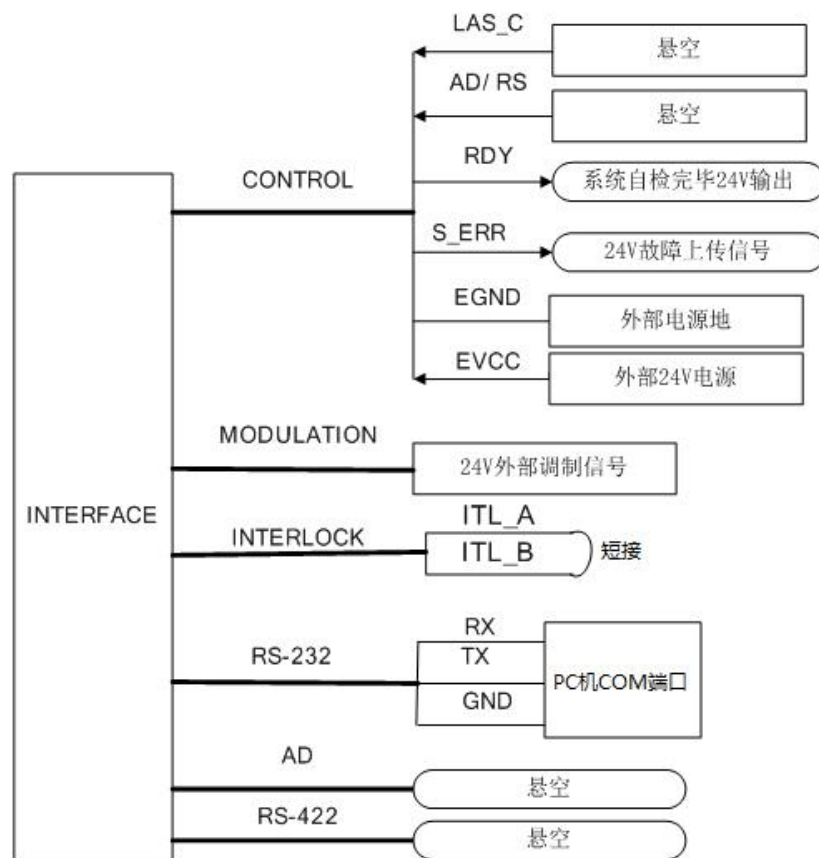 LAS_C
悬空
AD/ RS
悬空
RDY
系统自检完毕24V输出
CONTROL
S_ERR
24V故障上传信号
EGND
外部电源地
EVCC
外部24V电源
MODULATION
24V外部调制信号
INTERFACE
ITL_A
INTERLOCK
ITL_B
短接
RX
RS-232
TX
PC机COM端口
GND
AD
悬空
RS-422
悬空